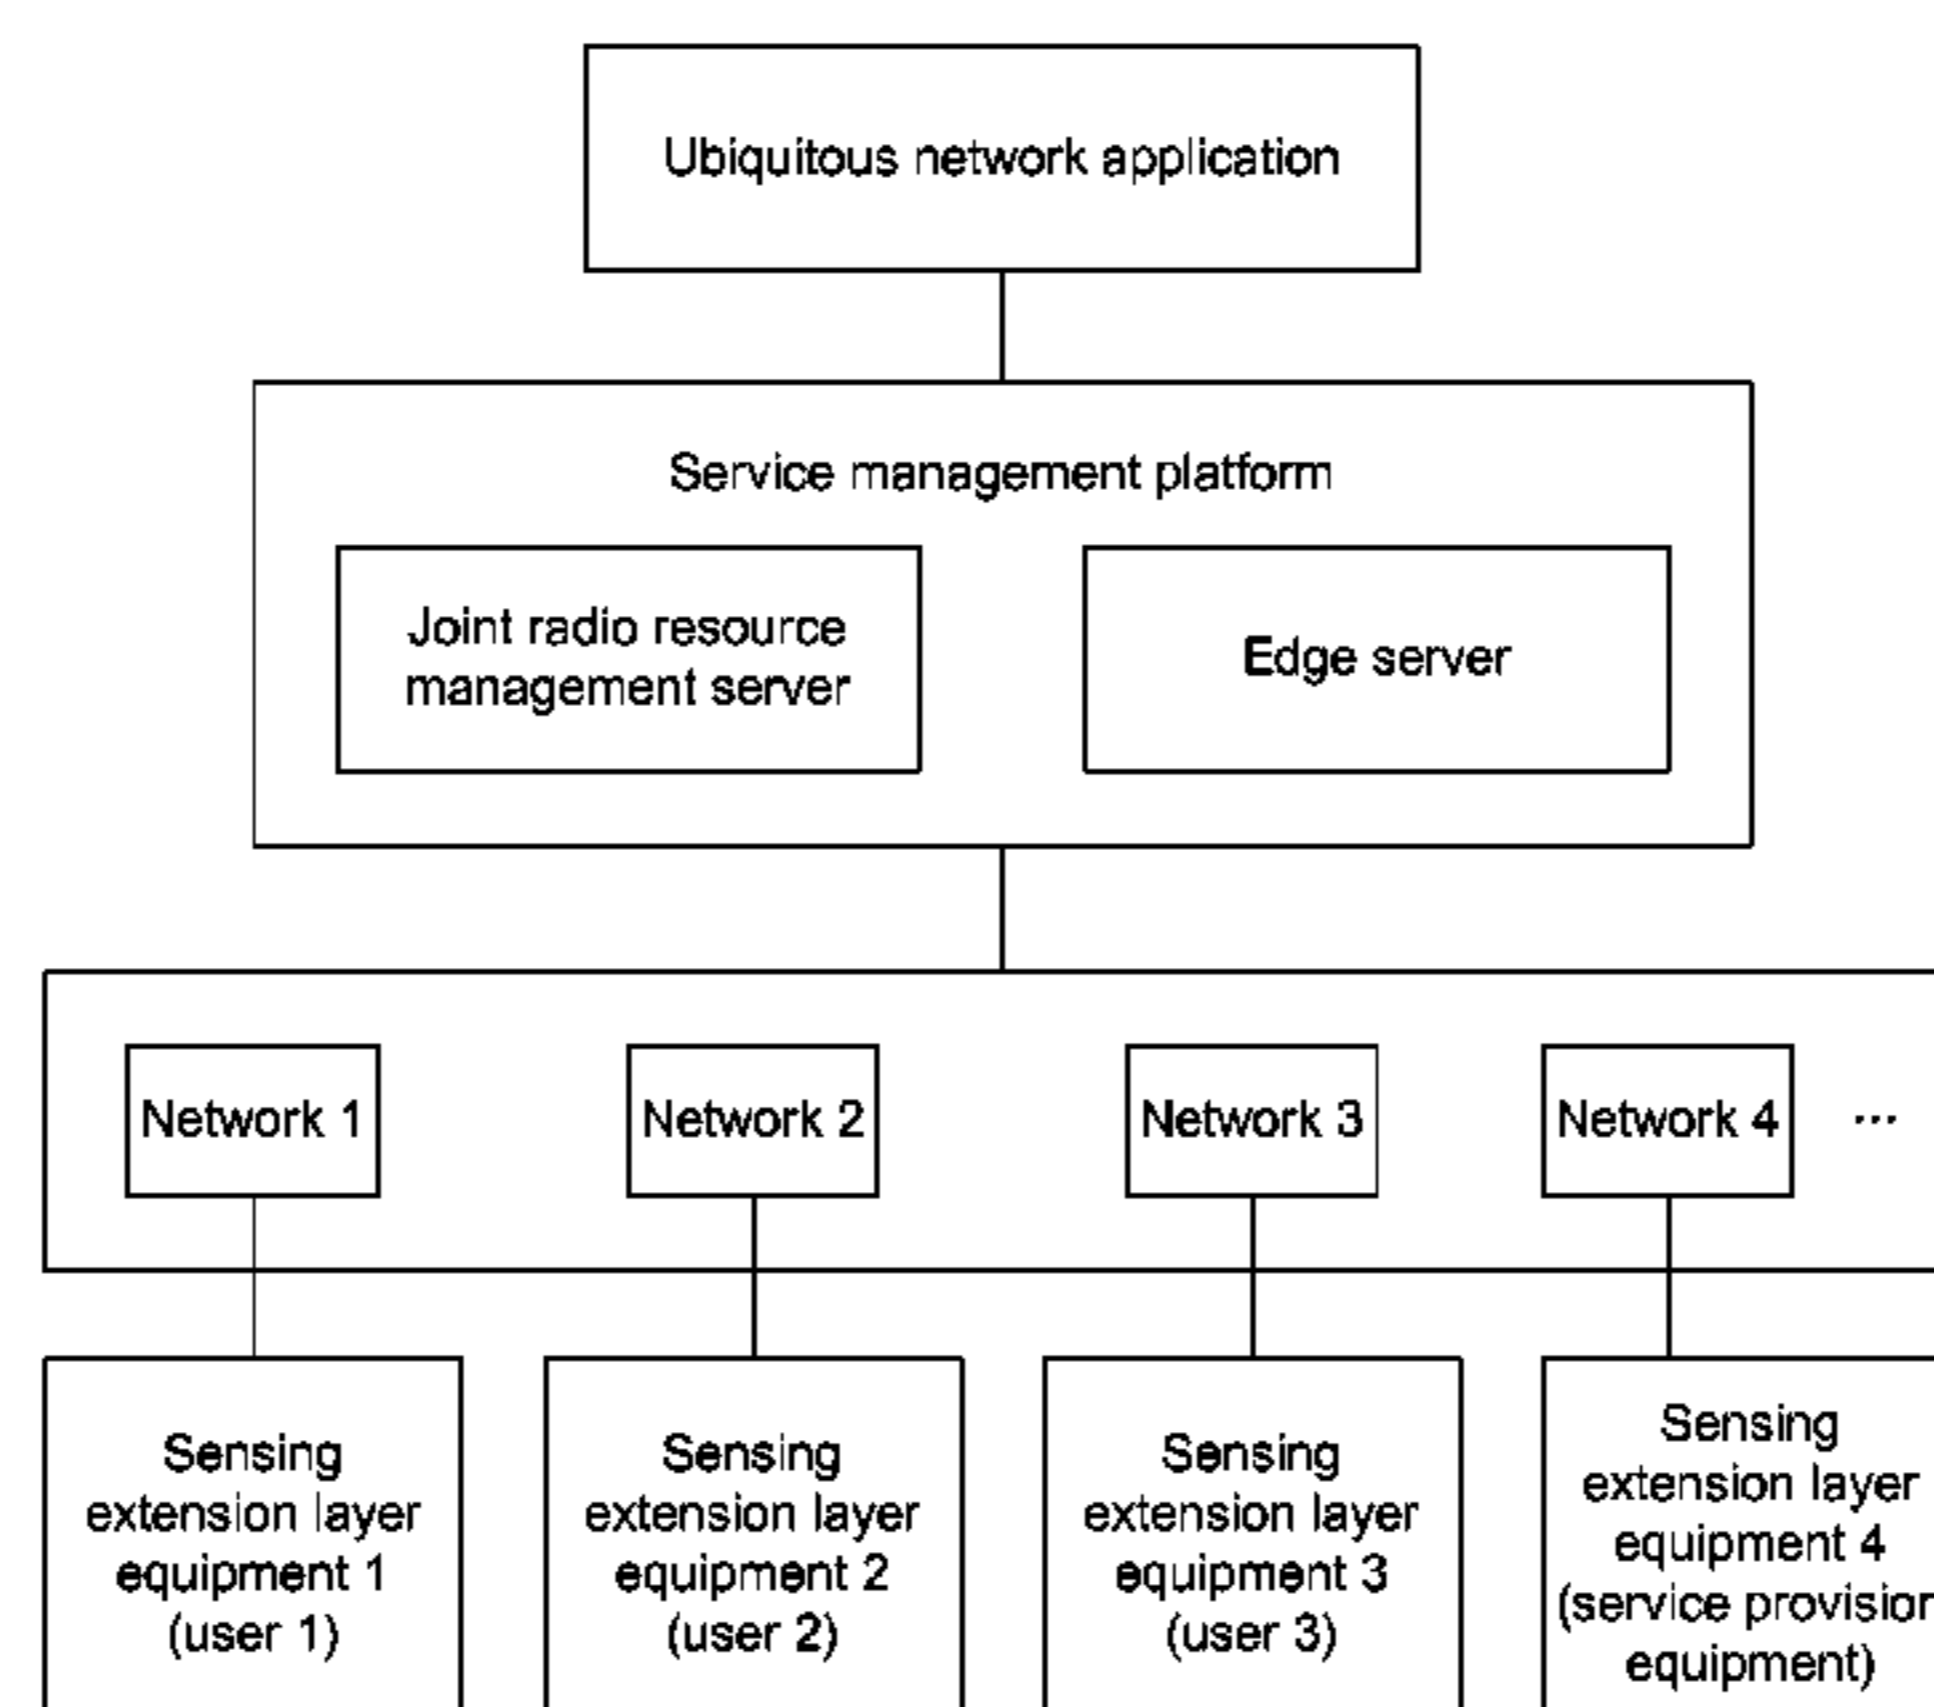 Ubiquitous network application
Service management platform
Joint radio resource
management server
Edge server
Network 1
Network 2
Network 3
Network 4
...
Sensing
extension layer
equipment 1
(user 1)
Sensing
extension layer
equipment 2
(user 2)
Sensing
extension layer
equipment 3
(user 3)
Sensing
extension layer
equipment 4
(service provision
equipment)